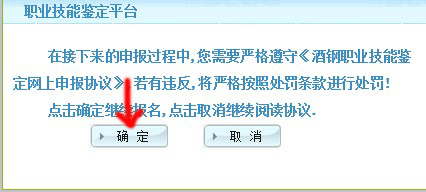 职业技能鉴定平台
在接下来的申报过程中,您需要严格遵守《酒钢职业技能鉴
定网上申报协议》,若有违反,将严格按照处罚条款进行处罚!
点击确定继续报名,点击取消继续阅读协议.
确 定 取 消